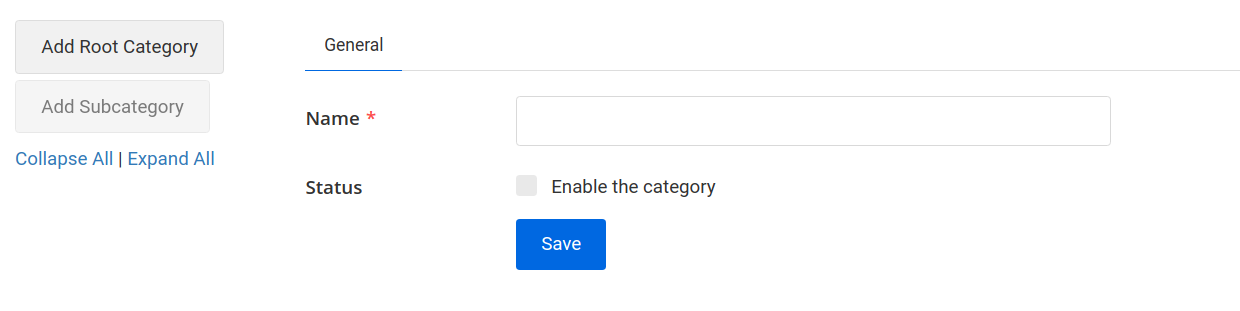 Add Root Category
Add Subcategory
Collapse All | Expand All
General
Name *
Status
Enable the category
Save